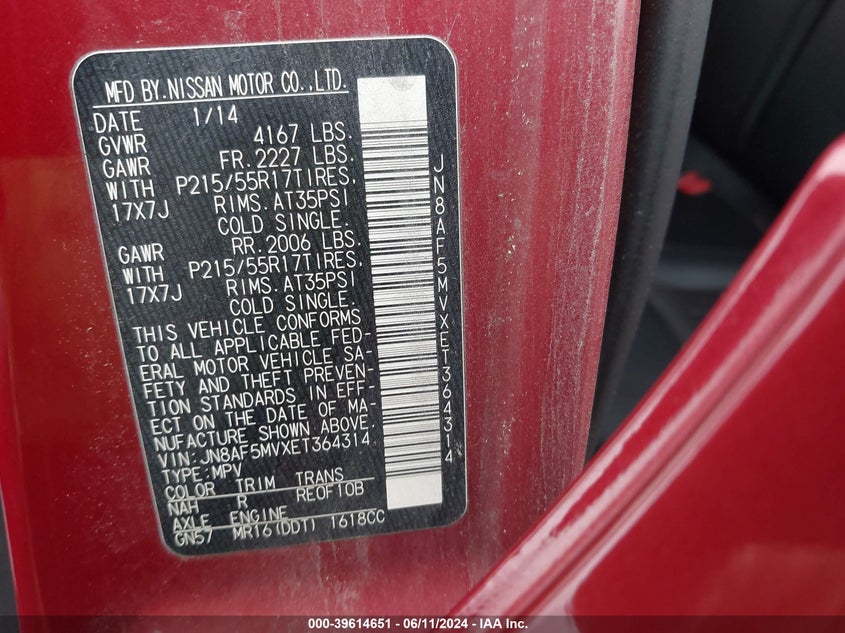 MFD BY.NISSAN MOTOR CO.,LTD.
DATE 1/14
GVWR 4167 LBS.
GAWR FR.2227 LBS.
WITH P215/55R17TIRES,
17X7J RIMS.AT35PSI
COLD SINGLE.
GAWR RR.2006 LBS.
WITH P215/55R17TIRES,
17X7J RIMS.AT35PSI
COLD SINGLE.
THIS VEHICLE CONFORMS
TO ALL APPLICABLE FED-
ERAL MOTOR VEHICLE SA-
FETY AND THEFT PREVEN-
TION STANDARDS IN EFF-
ECT ON THE DATE OF MA-
NUFACTURE SHOWN ABOVE.
VIN:JN8AF5MVXET364314
TYPE:MPV
COLOR TRIM TRANS
NAH R RE0F10B
AXLE ENGINE
GN57 MR16(DDT) 1618CC
JN8AF5MVXET364314
000-39614651 - 06/11/2024 - IAA Inc.